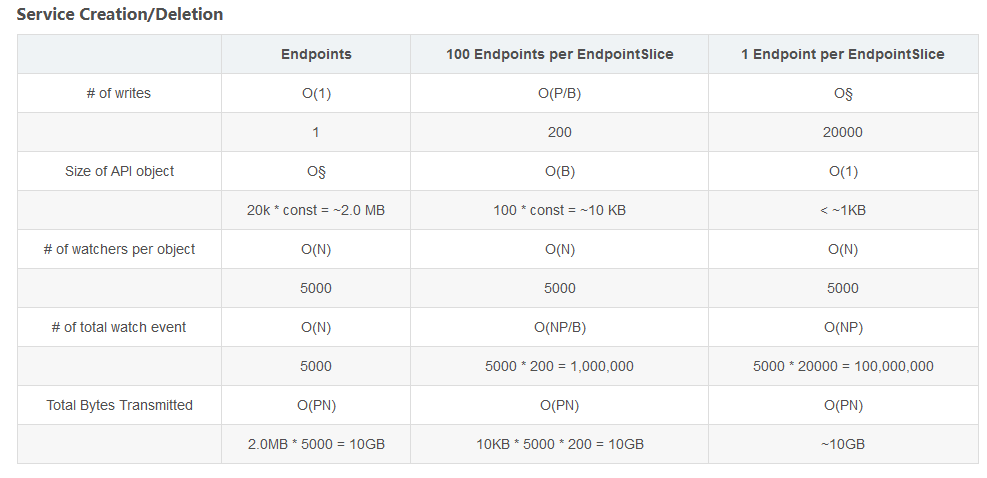 Service Creation/Deletion
Endpoints 100 Endpoints per EndpointSlice 1 Endpoint per EndpointSlice
# of writes O(1) O(P/B) O§
1 200 20000
Size of API object O§ O(B) O(1)
20k * const = ~2.0 MB 100 * const = ~10 KB < ~1KB
# of watchers per object O(N) O(N) O(N)
5000 5000 5000
# of total watch event O(N) O(NP/B) O(NP)
5000 5000 * 200 = 1,000,000 5000 * 20000 = 100,000,000
Total Bytes Transmitted O(PN) O(PN) O(PN)
2.0MB * 5000 = 10GB 10KB * 5000 * 200 = 10GB ~10GB